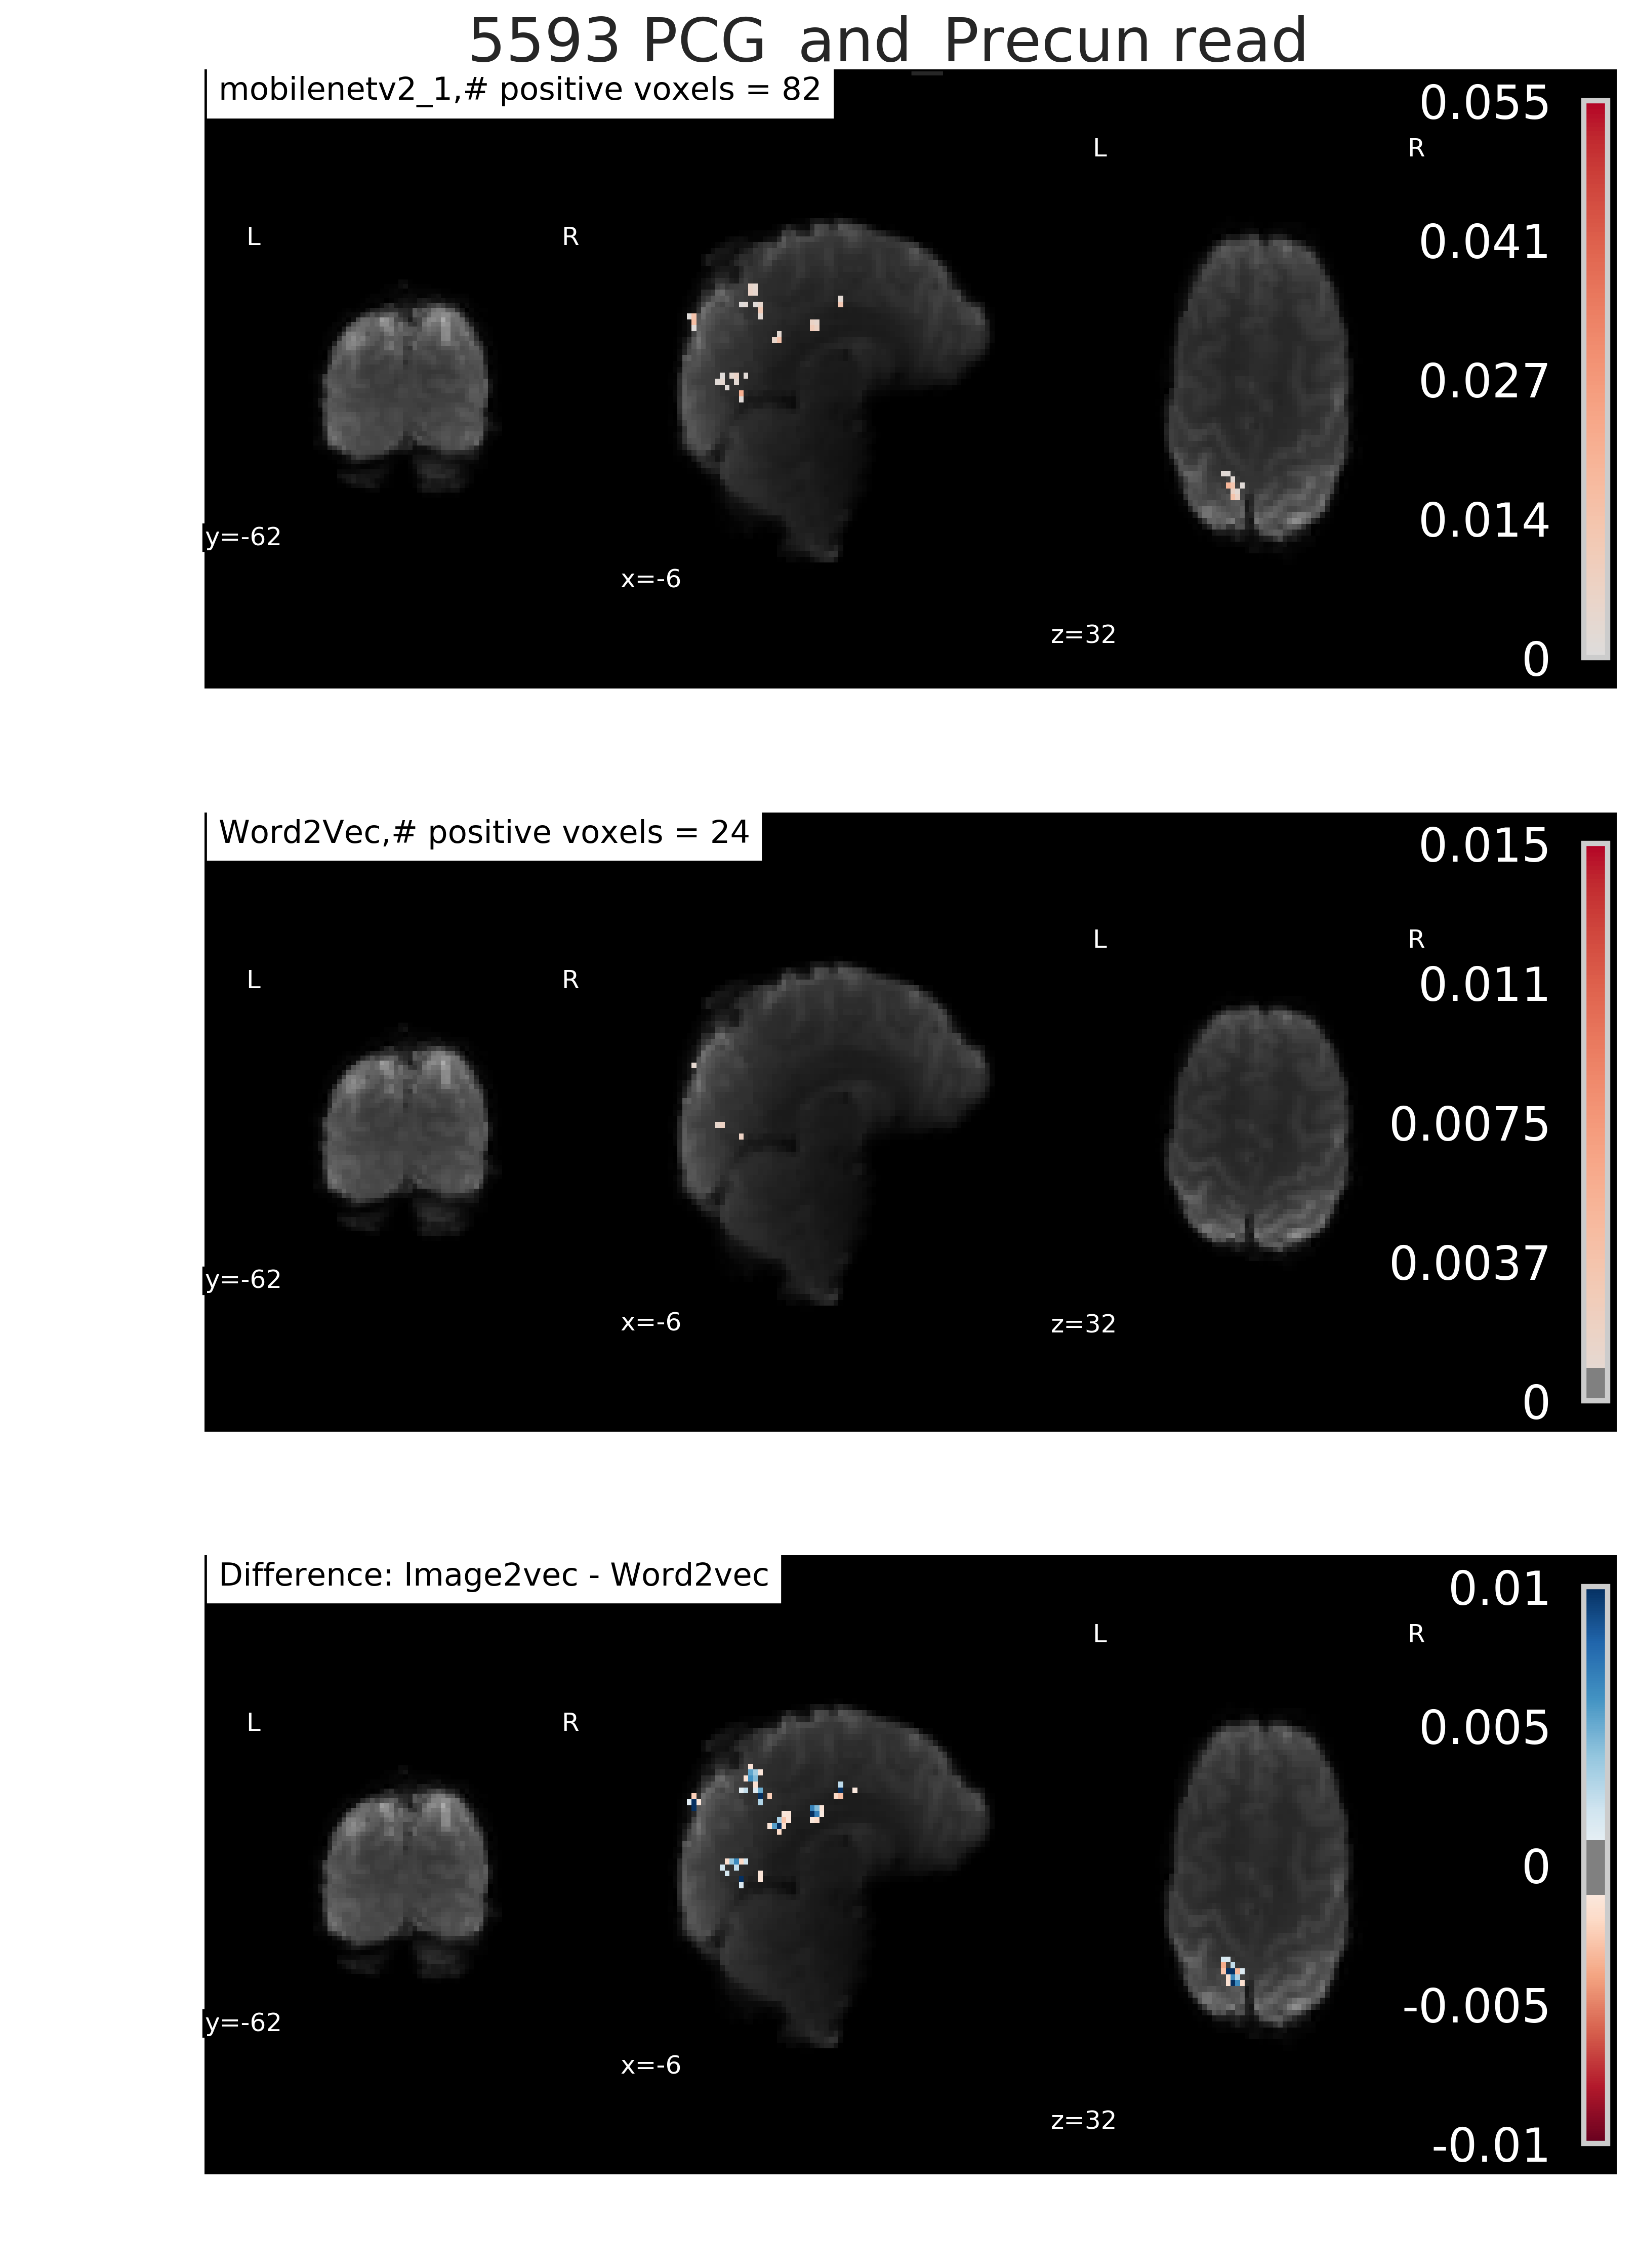 5593 PCG_and_Precun read
mobilenetv2_1,# positive voxels = 82
0.055
L
R
0.041
L
R
0.027
0.014
y=-62
x=-6
z=32
0
Word2Vec,# positive voxels = 24
0.015
L
R
0.011
L
R
0.0075
0.0037
y=-62
x=-6
z=32
0
Difference: Image2vec - Word2vec
0.01
L
R
0.005
L
R
0
-0.005
y=-62
x=-6
z=32
-0.01